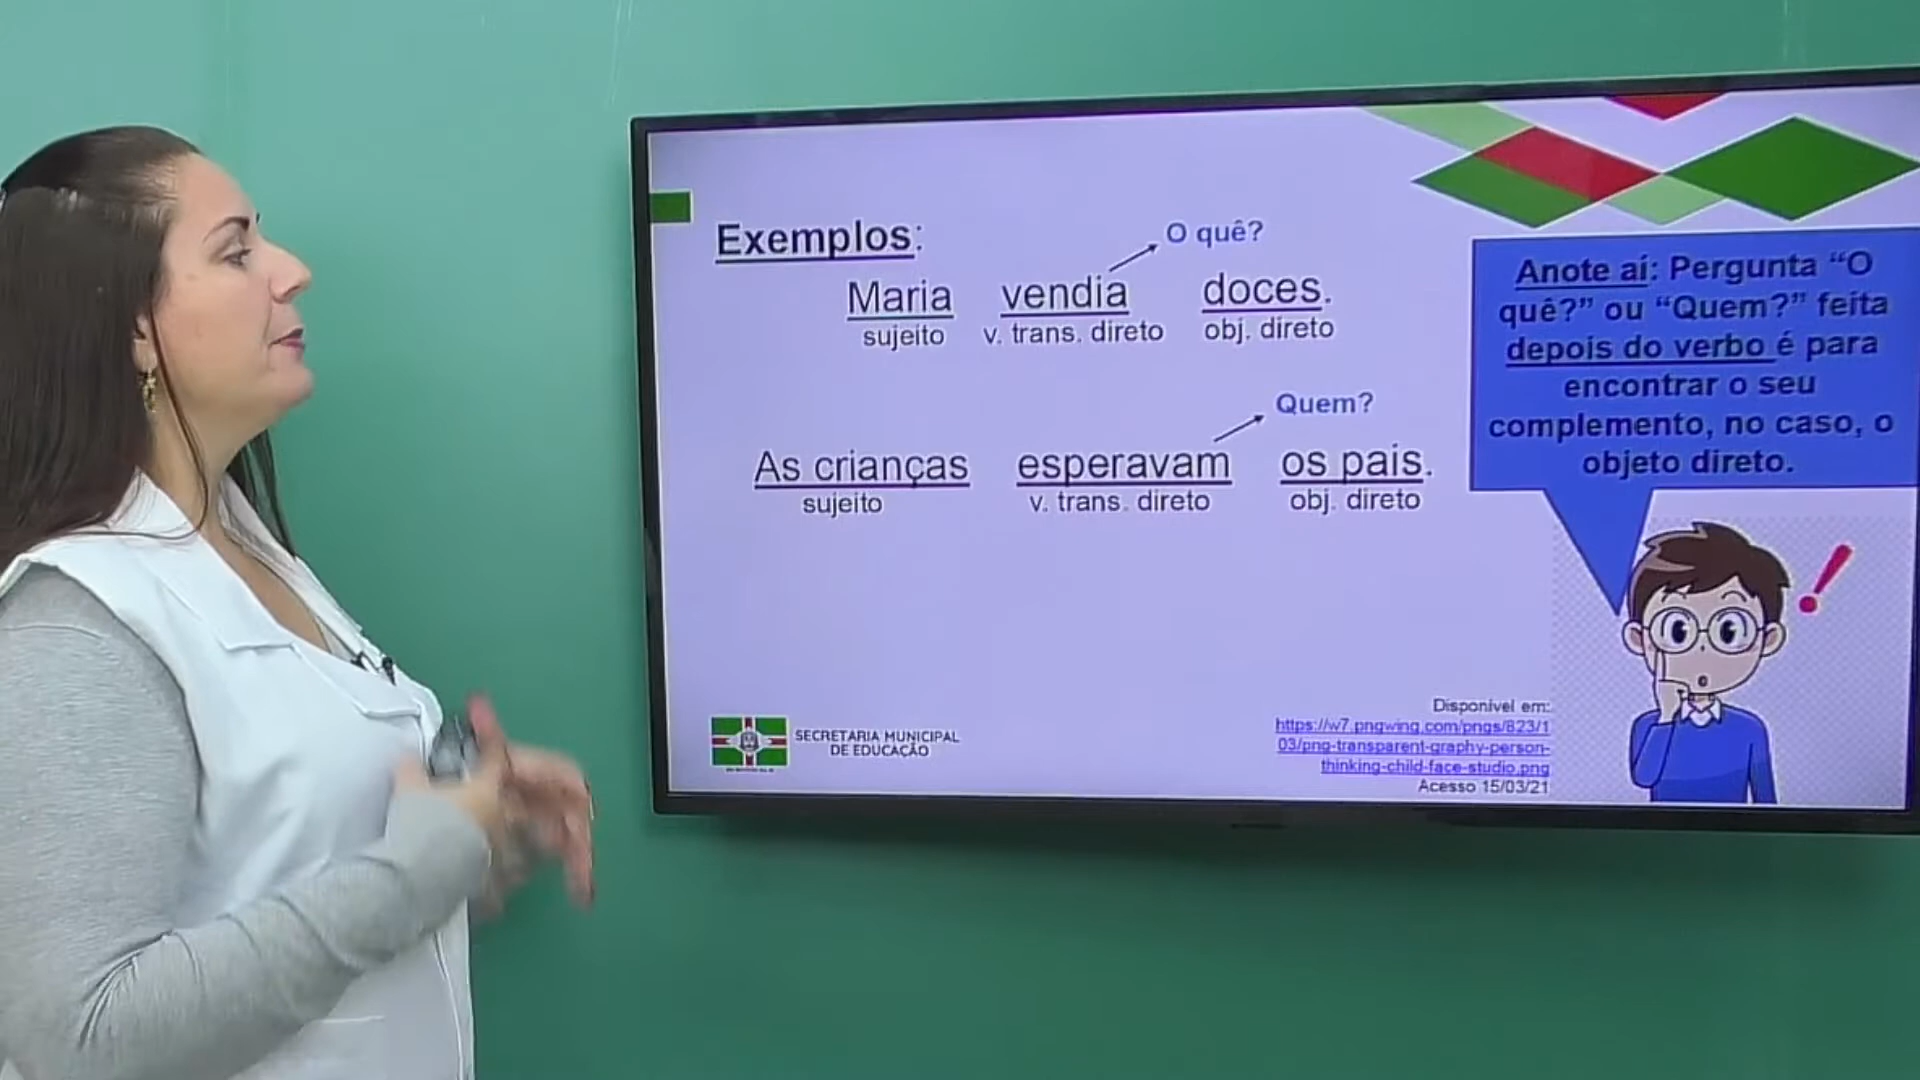 Exemplos:
O quê?
Maria vendia doces.
sujeito v. trans. direto obj. direto
Quem?
As crianças esperavam os pais.
sujeito v. trans. direto obj. direto
Anote aí: Pergunta “O
quê?” ou “Quem?” feita
depois do verbo é para
encontrar o seu
complemento, no caso, o
objeto direto.
SECRETARIA MUNICIPAL
DE EDUCAÇÃO
Disponível em:
https://w7.pngwing.com/pngs/823/1
03/png-transparent-graphy-person-
thinking-child-face-studio.png
Acesso 15/03/21